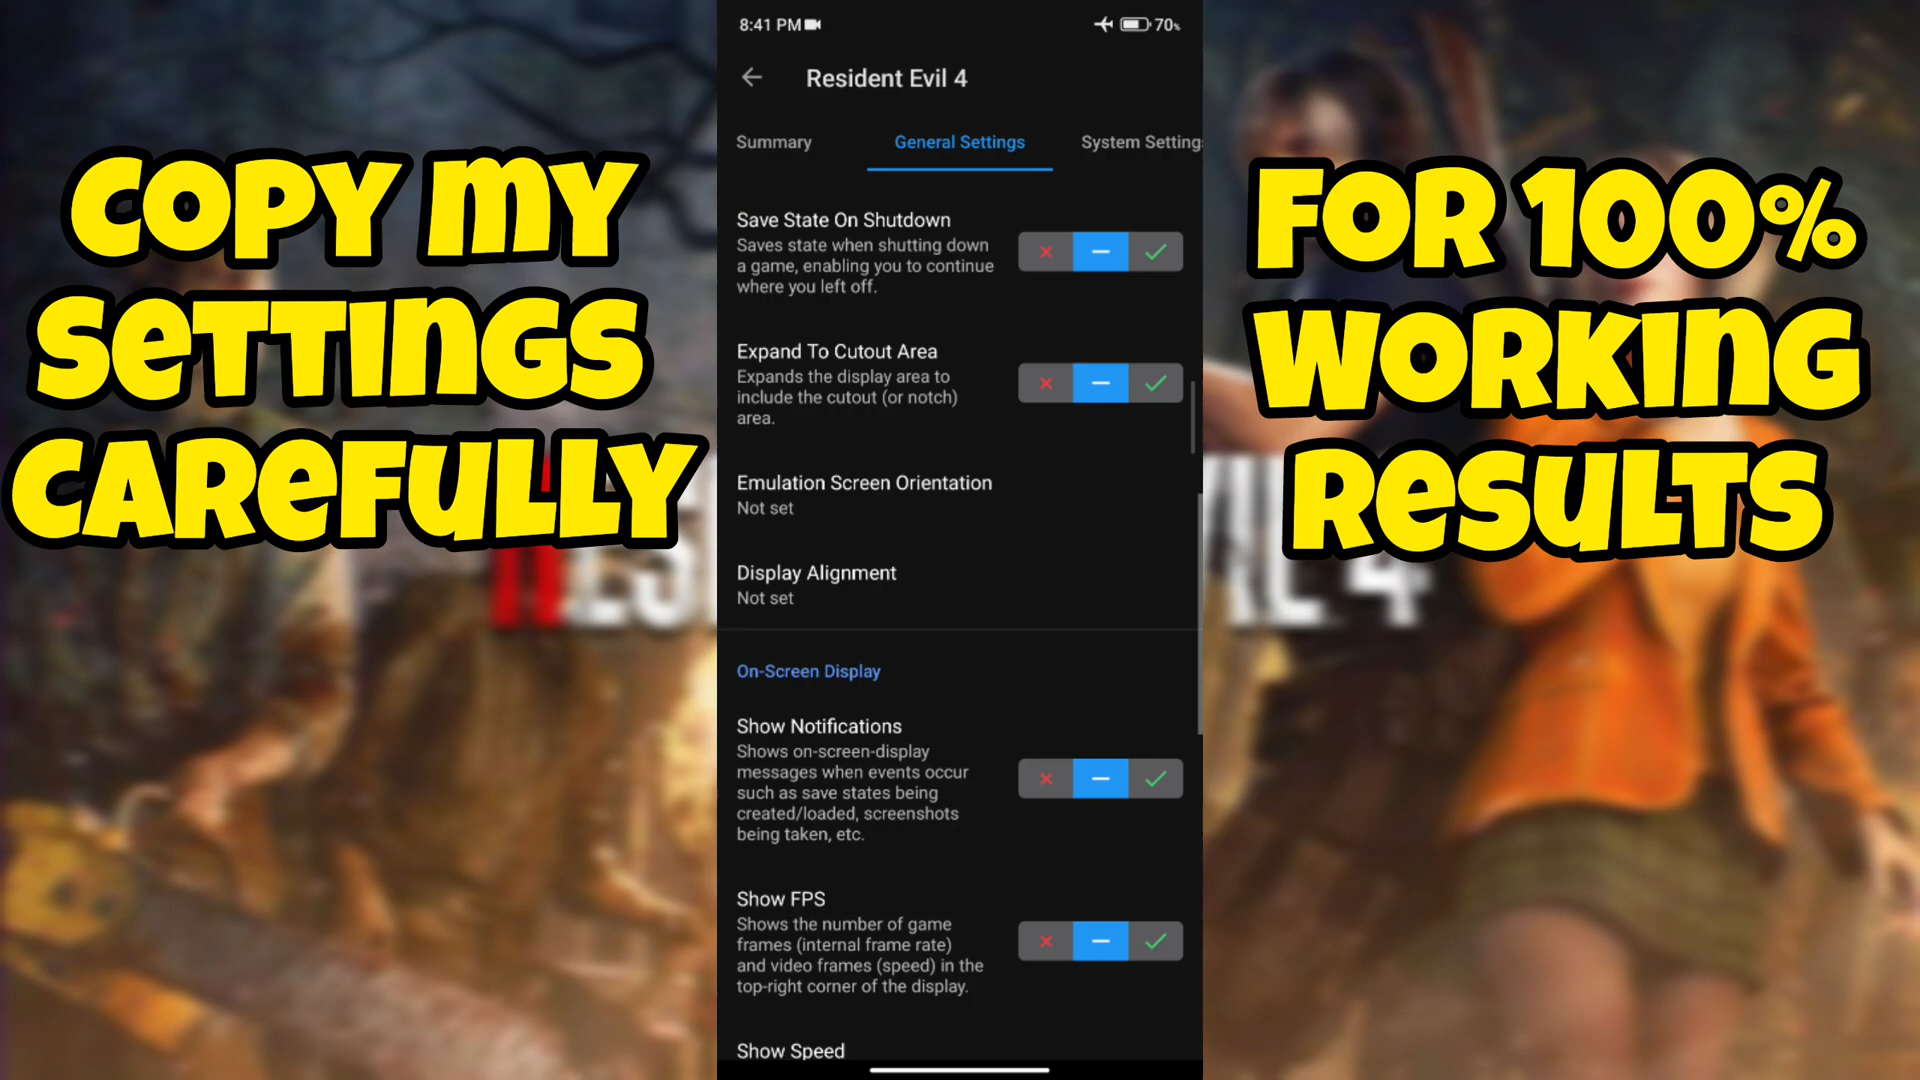 COPY MY
SETTINGS
CAREFULLY
8:41 PM
70%
Resident Evil 4
Summary
General Settings
System Setting
Save State On Shutdown
Saves state when shutting down
a game, enabling you to continue
where you left off.
Expand To Cutout Area
Expands the display area to
include the cutout (or notch)
area.
Emulation Screen Orientation
Not set
Display Alignment
Not set
On-Screen Display
Show Notifications
Shows on-screen-display
messages when events occur
such as save states being
created/loaded, screenshots
being taken, etc.
Show FPS
Shows the number of game
frames (internal frame rate)
and video frames (speed) in the
top-right corner of the display.
Show Speed
FOR 100%
WORKING
RESULTS